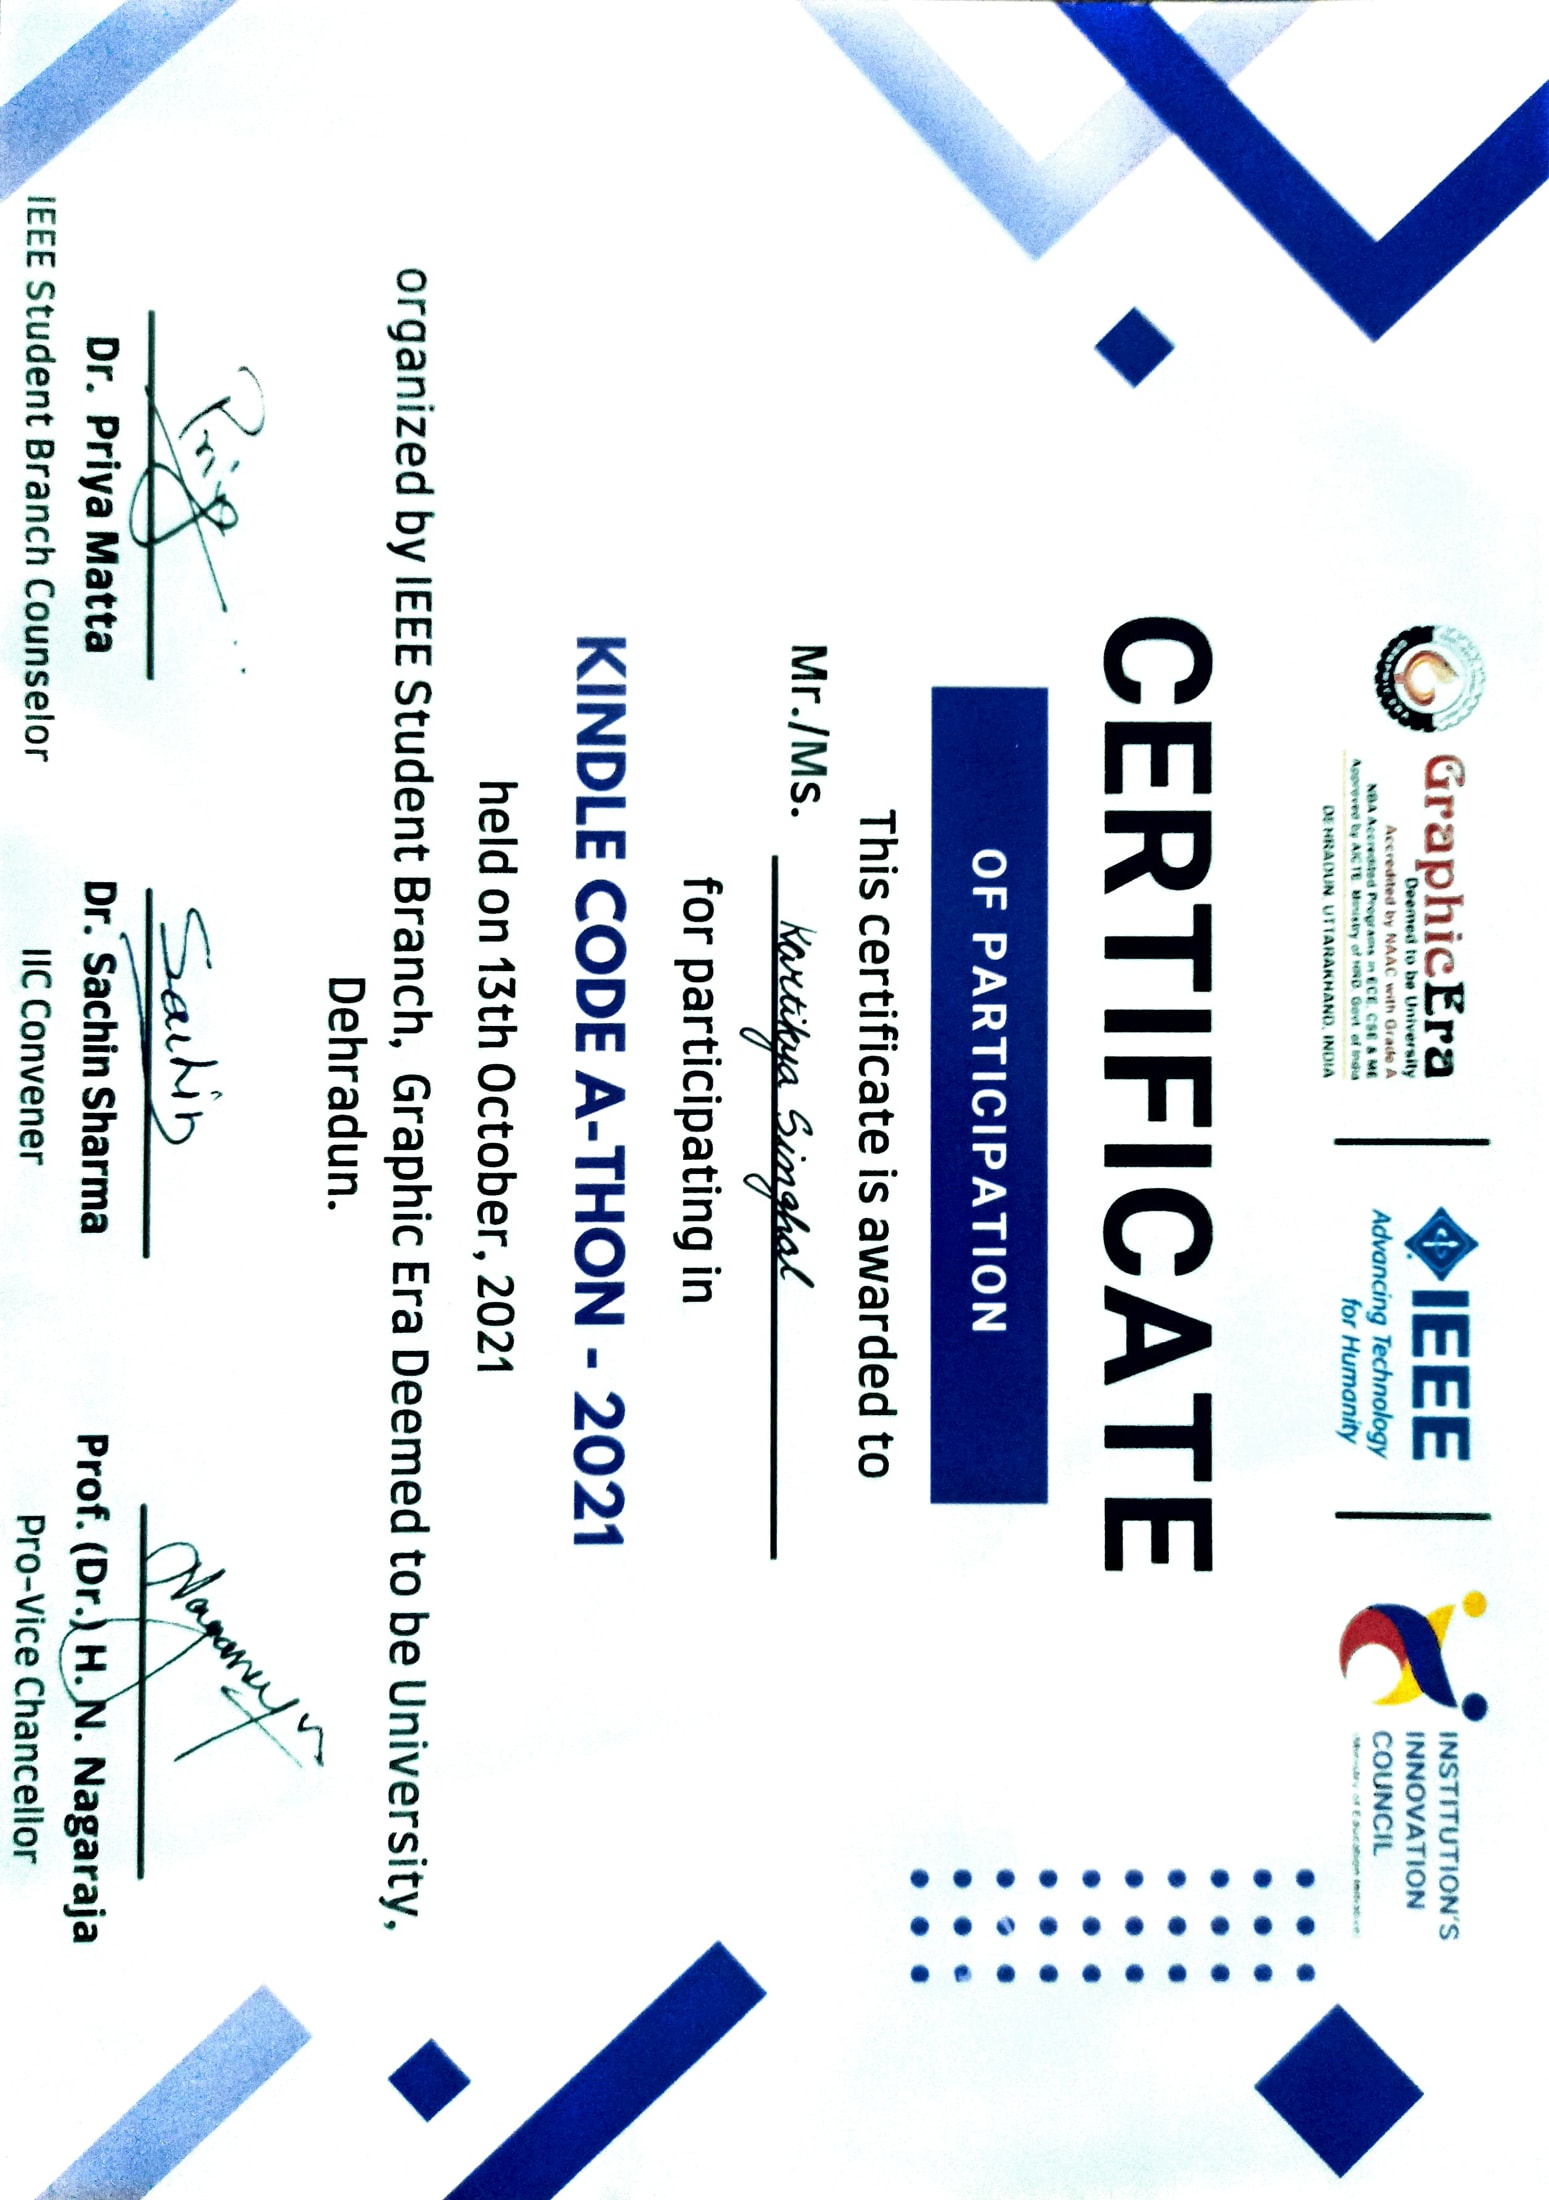 GraphicEra
Deemed to be University
Accredited by NAAC with Grade A
NBA Accredited Programs in ECE, CSE & ME
Approved by AICTE, Ministry of HRD, Govt. of India
DEHRADUN, UTTARAKHAND, INDIA
IEEE
Advancing Technology
for Humanity
INSTITUTION'S
INNOVATION
COUNCIL
(Ministry of Education Initiative)
CERTIFICATE
OF PARTICIPATION
This certificate is awarded to
Mr./Ms. Kartikya Singhal
for participating in
KINDLE CODE A-THON - 2021
held on 13th October, 2021
organized by IEEE Student Branch, Graphic Era Deemed to be University,
Dehradun.
Priya
Sachin
Dr. Priya Matta
IEEE Student Branch Counselor
Dr. Sachin Sharma
IIC Convener
Prof. (Dr.) H. N. Nagaraja
Pro-Vice Chancellor